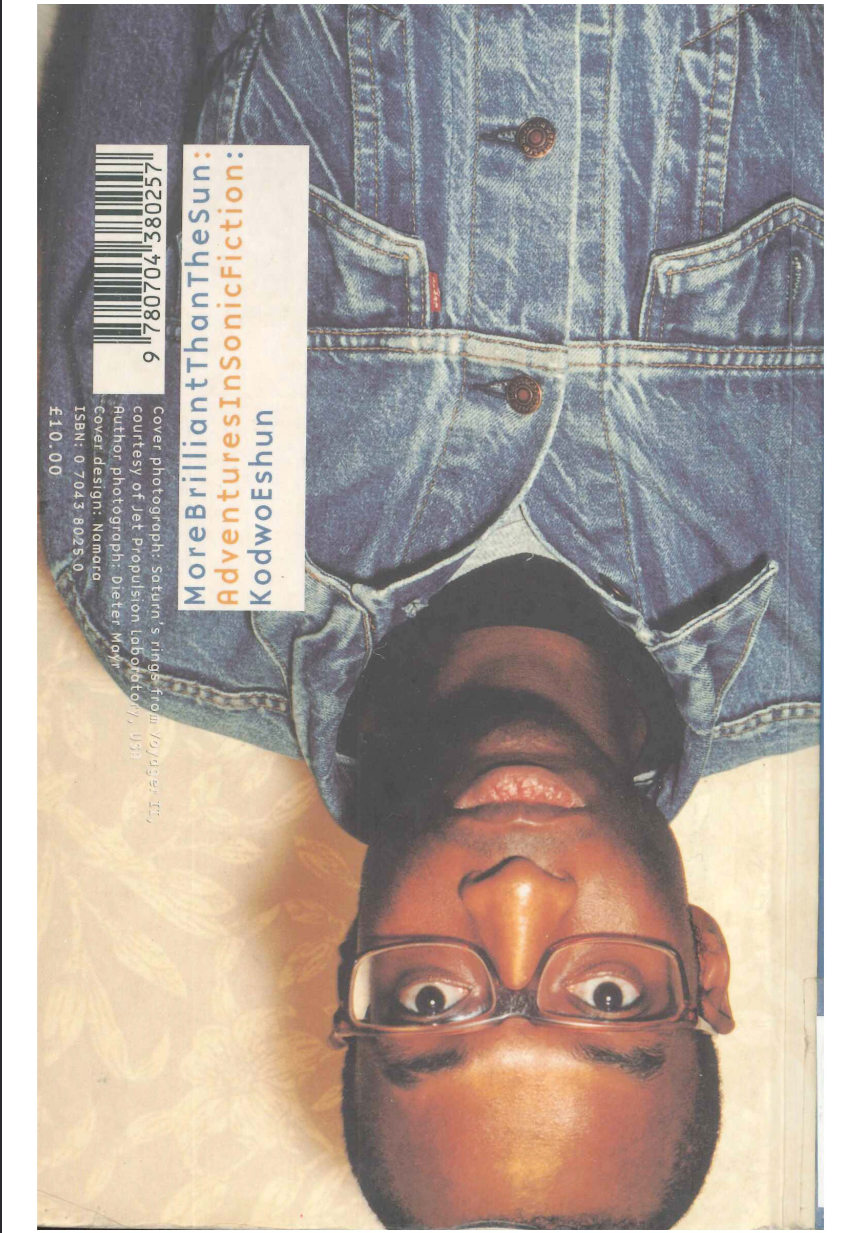 MoreBrilliantThanTheSun:
AdventuresInSonicFiction:
KodwoEshun
9 780704 380257
Cover photograph: Saturn's rings from Voyager II,
courtesy of Jet Propulsion Laboratory, USA
Author photograph: Dieter Mayr
Cover design: Namara
ISBN: 0 7043 8025 0
£10.00